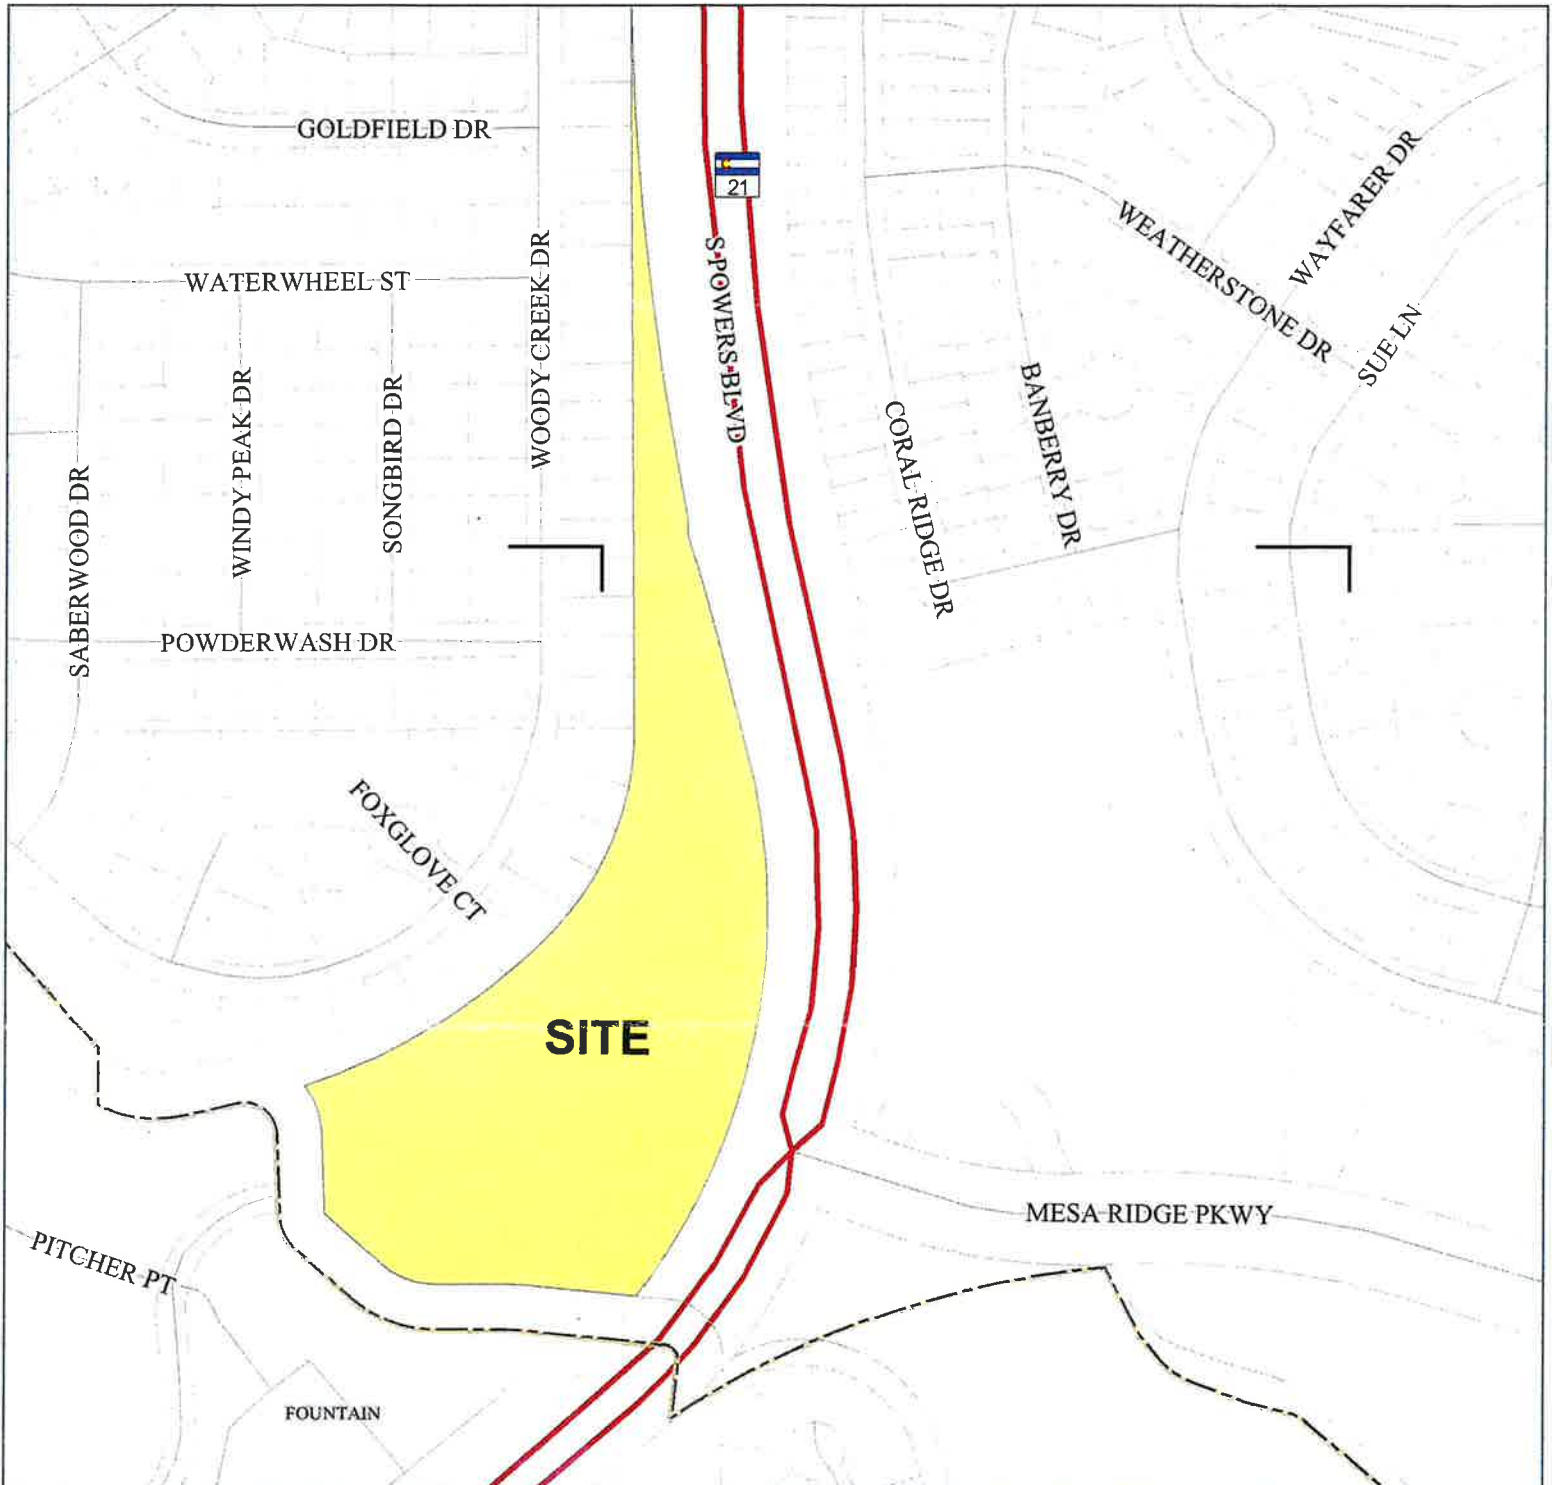 GOLDFIELD DR
21
WAYFARER DR
WEATHERSTONE DR
WATERWHEEL ST
WOODY CREEK DR
S POWERS BLVD
SUE LN
WINDY PEAK DR
SONGBIRD DR
BANBERRY DR
CORAL RIDGE DR
SABERWOOD DR
POWDERWASH DR
FOXGLOVE CT
SITE
MESA RIDGE PKWY
PITCHER PT
FOUNTAIN